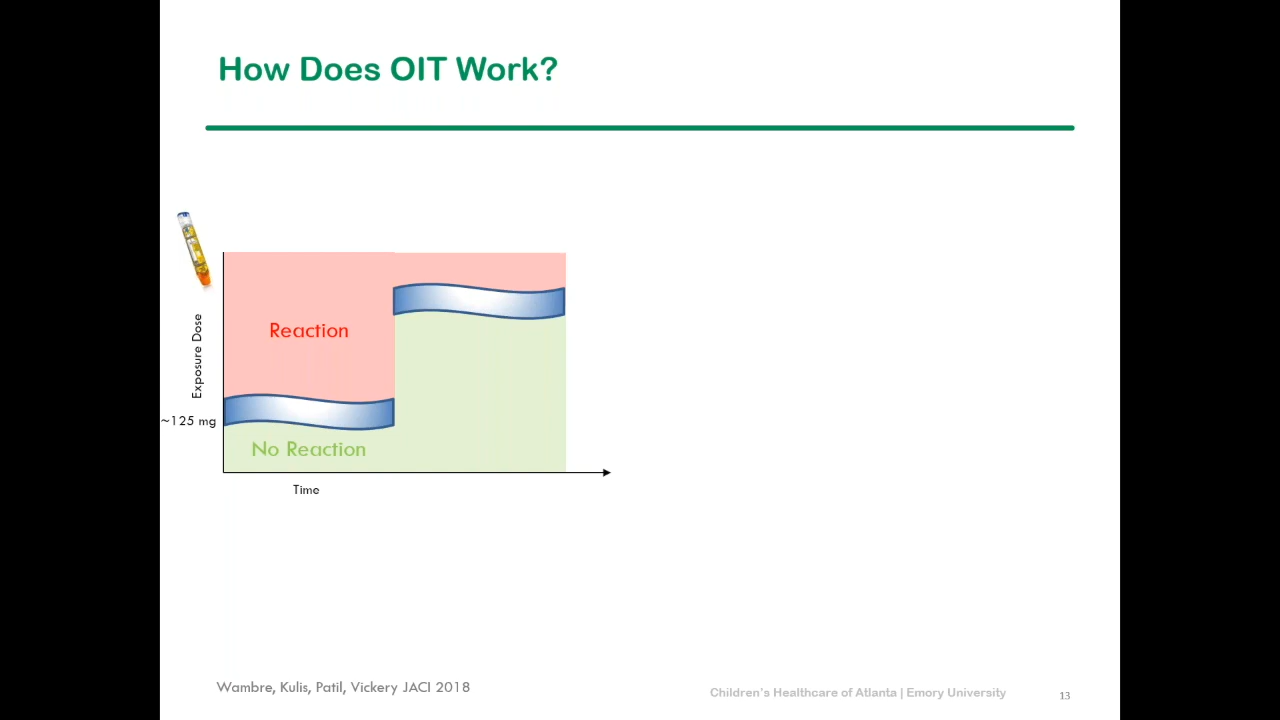 How Does OIT Work?
Reaction
Exposure Dose
~125 mg
No Reaction
Time
Wambre, Kulis, Patil, Vickery JACI 2018
Children's Healthcare of Atlanta | Emory University
13